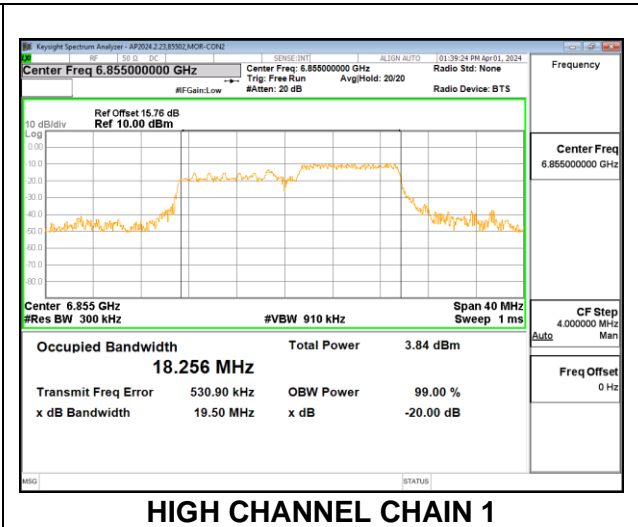 Keysight Spectrum Analyzer - AP2024.2.23,85502,MOR-CON2
RF 50 Ω DC SENSE:INT ALIGN AUTO 01:39:24 PM Apr 01, 2024
Center Freq 6.855000000 GHz
Center Freq: 6.855000000 GHz
Radio Std: None
Trig: Free Run Avg|Hold: 20/20
#IFGain:Low
#Atten: 20 dB
Radio Device: BTS
Frequency
Ref Offset 15.76 dB
10 dB/div Ref 10.00 dBm
Log
0.00
-10.0
-20.0
-30.0
-40.0
-50.0
-60.0
-70.0
-80.0
Center 6.855 GHz
Span 40 MHz
#Res BW 300 kHz
#VBW 910 kHz
Sweep 1 ms
Occupied Bandwidth
18.256 MHz
Total Power 3.84 dBm
Transmit Freq Error 530.90 kHz
OBW Power 99.00 %
x dB Bandwidth 19.50 MHz
x dB -20.00 dB
Center Freq
6.855000000 GHz
CF Step
4.000000 MHz
Auto Man
Freq Offset
0 Hz
MSG
STATUS
HIGH CHANNEL CHAIN 1